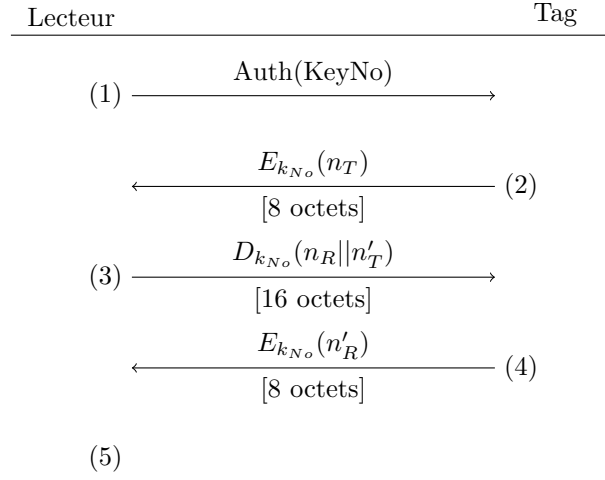 Lecteur Tag
Auth(KeyNo)
(1)
E_{k_{No}}(n_T)
(2)
[8 octets]
D_{k_{No}}(n_R||n'_T)
(3)
[16 octets]
E_{k_{No}}(n'_R)
(4)
[8 octets]
(5)